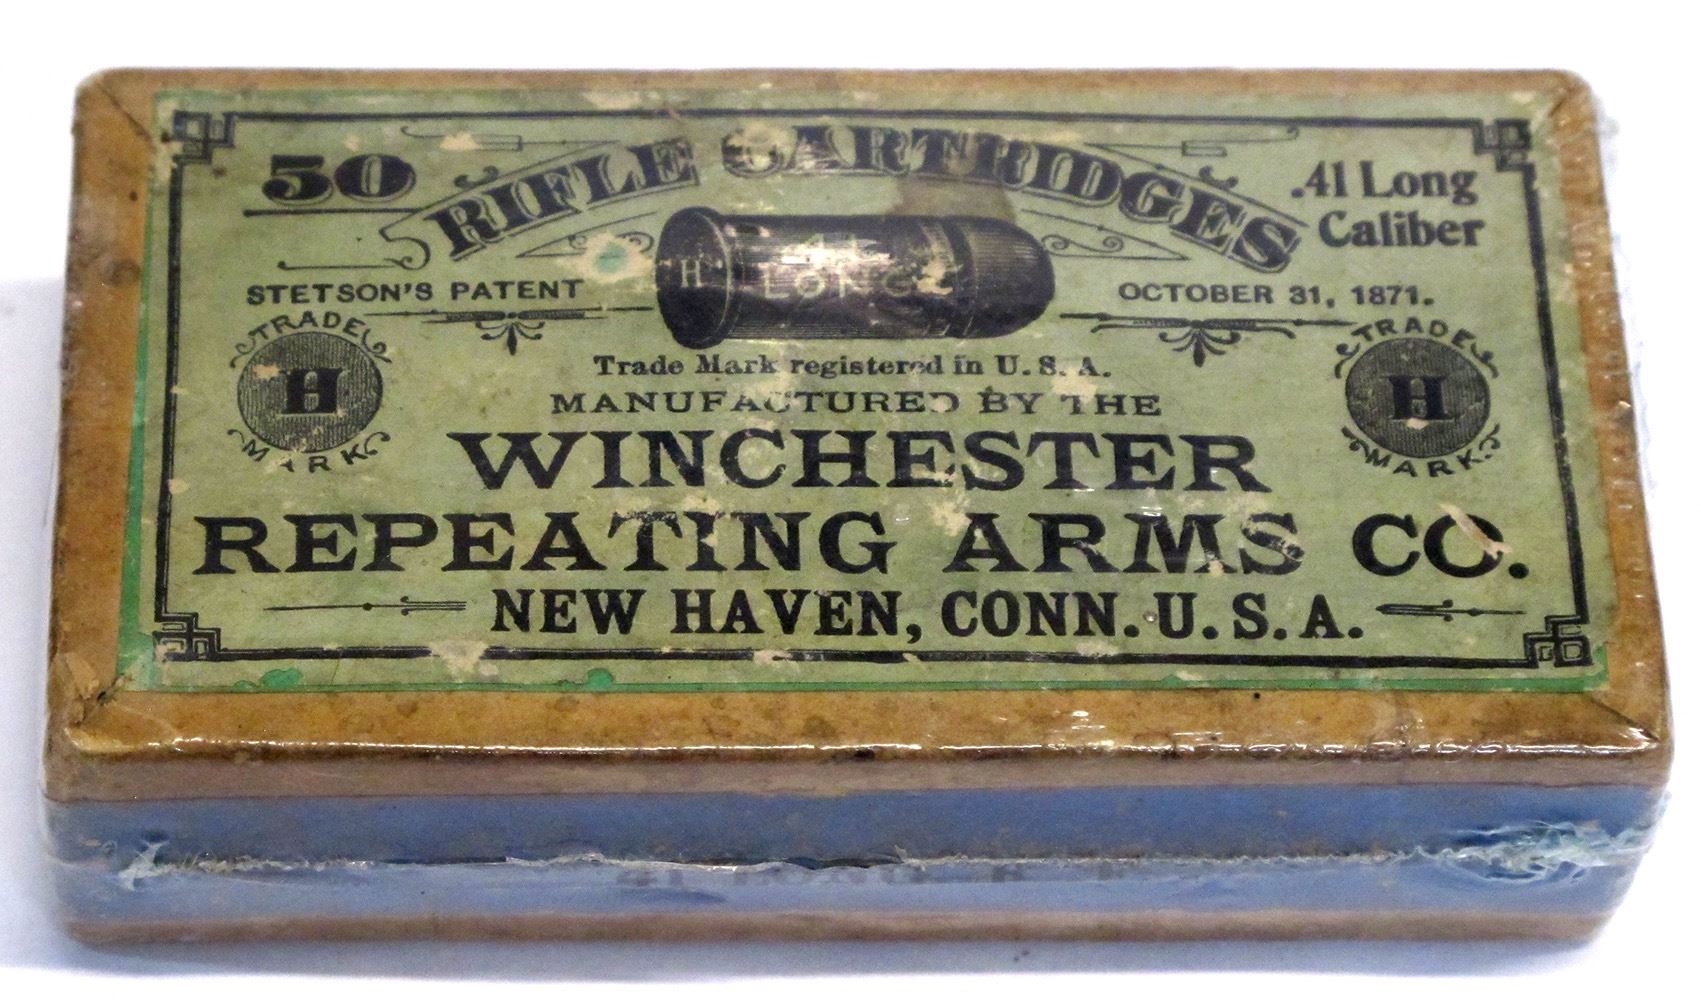 50
RIFLE CARTRIDGES
.41 Long
Caliber
H
41
LONG
STETSON'S PATENT
OCTOBER 31, 1871.
TRADE
H
MARK
TRADE
H
MARK
Trade Mark registered in U. S. A.
MANUFACTURED BY THE
WINCHESTER
REPEATING ARMS CO.
NEW HAVEN, CONN. U. S. A.